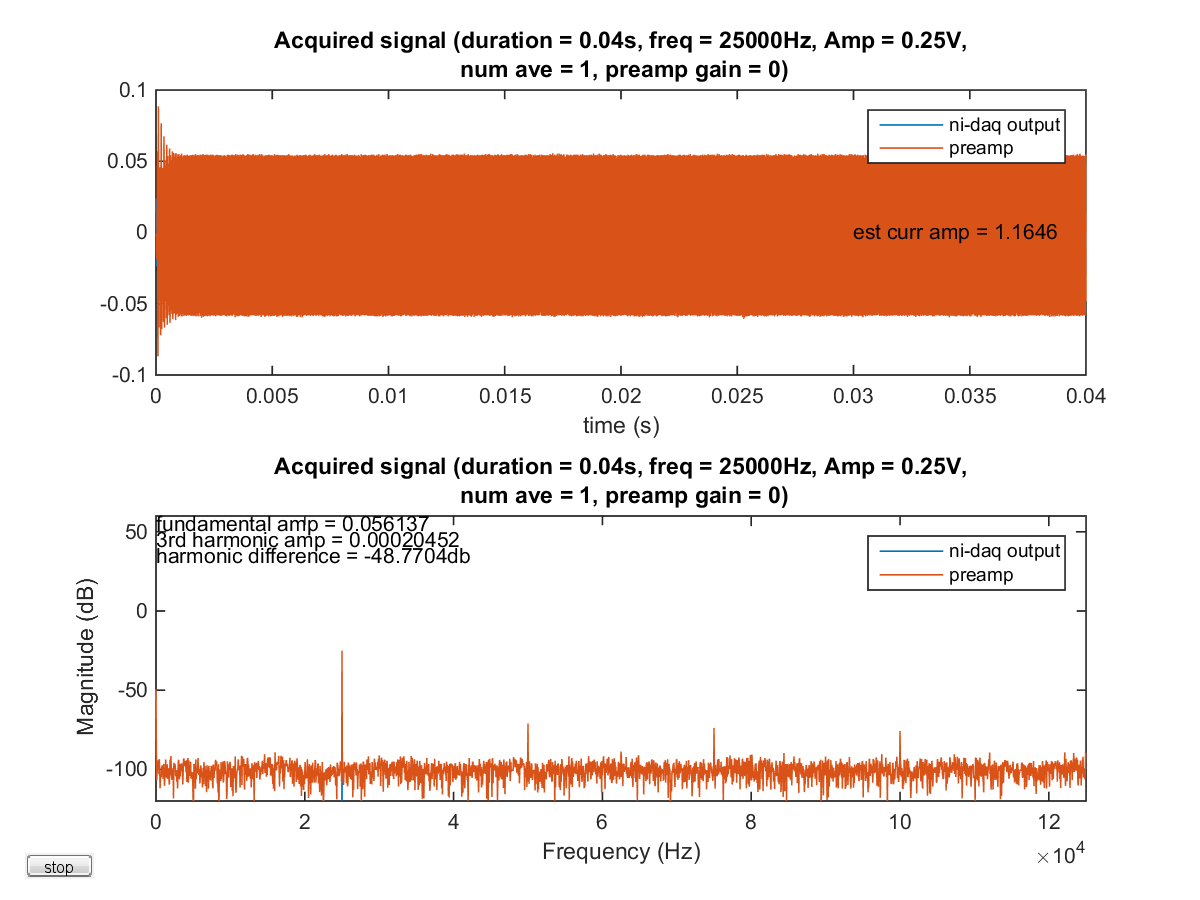 Acquired signal (duration = 0.04s, freq = 25000Hz, Amp = 0.25V,
num ave = 1, preamp gain = 0)
0.1
0.05
0
-0.05
-0.1
ni-daq output
preamp
est curr amp = 1.1646
0 0.005 0.01 0.015 0.02 0.025 0.03 0.035 0.04
time (s)
Acquired signal (duration = 0.04s, freq = 25000Hz, Amp = 0.25V,
num ave = 1, preamp gain = 0)
fundamental amp = 0.056137
3rd harmonic amp = 0.00020452
harmonic difference = -48.7704db
ni-daq output
preamp
50
0
-50
-100
Magnitude (dB)
0 2 4 6 8 10 12
×10^4
Frequency (Hz)
stop